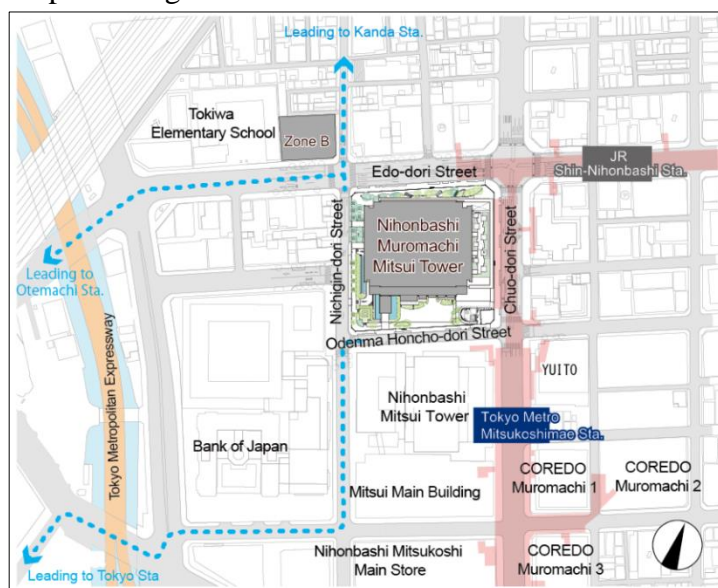 Leading to Kanda Sta.
Tokiwa
Elementary School
Zone B
JR
Shin-Nihonbashi Sta.
Edo-dori Street
Nihonbashi
Muromachi
Mitsui Tower
Nichigin-dori Street
Chuo-dori Street
Leading to
Otemachi Sta.
Odenma Honcho-dori Street
Tokyo Metropolitan Expressway
YUITO
Nihonbashi
Mitsui Tower
Tokyo Metro
Mitsukoshimae Sta.
Bank of Japan
Mitsui Main Building
COREDO
Muromachi 1
COREDO
Muromachi 2
Leading to Tokyo Sta
Nihonbashi Mitsukoshi
Main Store
COREDO
Muromachi 3